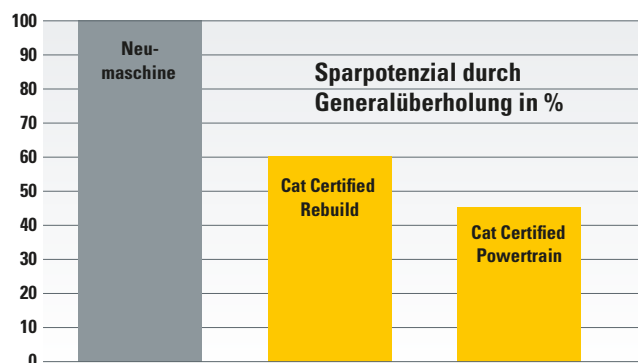 100
90
80
70
60
50
40
30
20
10
0
Neu-
maschine
Sparpotenzial durch
Generalüberholung in %
Cat Certified
Rebuild
Cat Certified
Powertrain